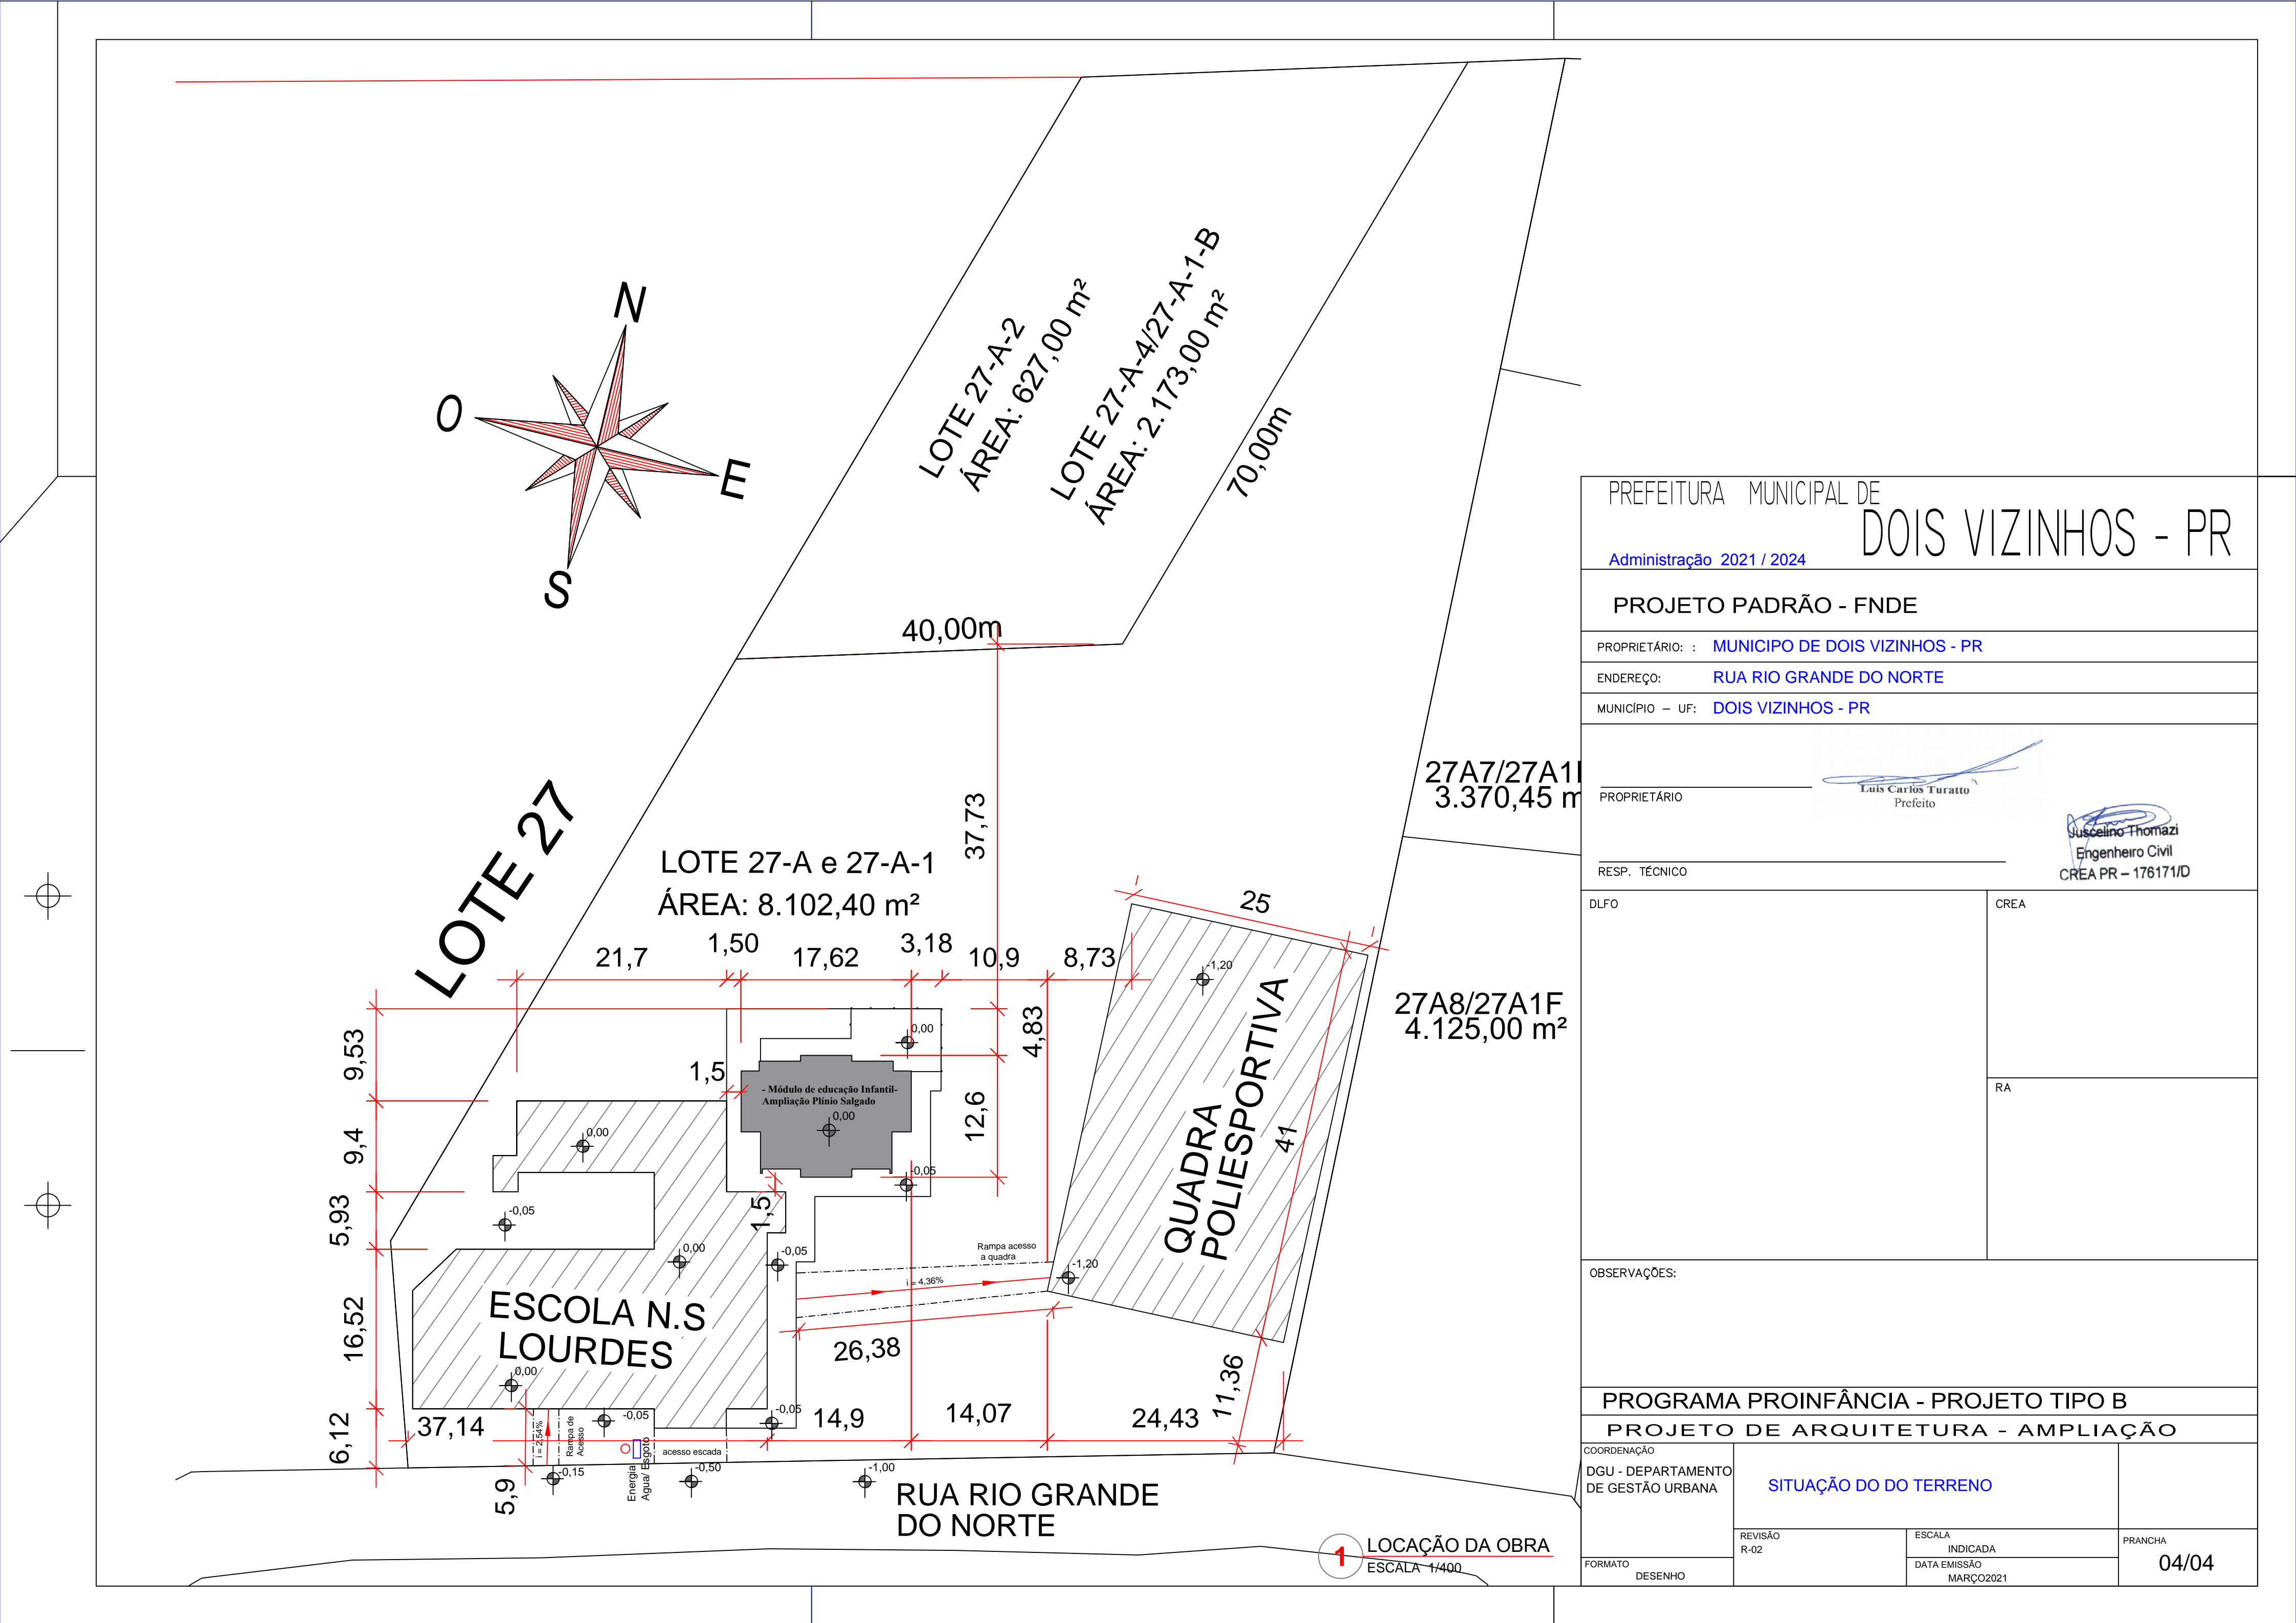 N
O
E
S
LOTE 27-A-2
ÁREA: 627,00 m²
LOTE 27-A-4/27-A-1-B
ÁREA: 2.173,00 m²
70,00m
40,00m
LOTE 27
LOTE 27-A e 27-A-1
ÁREA: 8.102,40 m²
37,73
27A7/27A1
3.370,45 m
27A8/27A1F
4.125,00 m²
21,7
1,50
17,62
3,18
10,9
8,73
25
-1,20
9,53
9,4
5,93
16,52
6,12
1,5
0,00
4,83
12,6
- Módulo de educação Infantil-
Ampliação Plínio Salgado
0,00
0,00
-0,05
-0,05
1,5
0,00
-0,05
QUADRA
POLIESPORTIVA
41
Rampa acesso
a quadra
i = 4,36%
-1,20
26,38
ESCOLA N.S
LOURDES
0,00
37,14
i = 2,54%
Rampa de
Acesso
-0,05
-0,05
14,9
14,07
24,43
11,36
acesso escada
Energia
Agua/ Esgoto
5,9
-0,15
-0,50
-1,00
RUA RIO GRANDE
DO NORTE
1
LOCAÇÃO DA OBRA
ESCALA 1/400
PREFEITURA MUNICIPAL DE
DOIS VIZINHOS - PR
Administração 2021 / 2024
PROJETO PADRÃO - FNDE
PROPRIETÁRIO: : MUNICIPO DE DOIS VIZINHOS - PR
ENDEREÇO: RUA RIO GRANDE DO NORTE
MUNICÍPIO - UF: DOIS VIZINHOS - PR
Luis Carlos Turatto
Prefeito
PROPRIETÁRIO
Juscelino Thomazi
Engenheiro Civil
CREA PR – 176171/D
RESP. TÉCNICO
DLFO
CREA
RA
OBSERVAÇÕES:
PROGRAMA PROINFÂNCIA - PROJETO TIPO B
PROJETO DE ARQUITETURA - AMPLIAÇÃO
COORDENAÇÃO
DGU - DEPARTAMENTO
DE GESTÃO URBANA
SITUAÇÃO DO DO TERRENO
REVISÃO
R-02
ESCALA
INDICADA
PRANCHA
04/04
FORMATO
DESENHO
DATA EMISSÃO
MARÇO2021